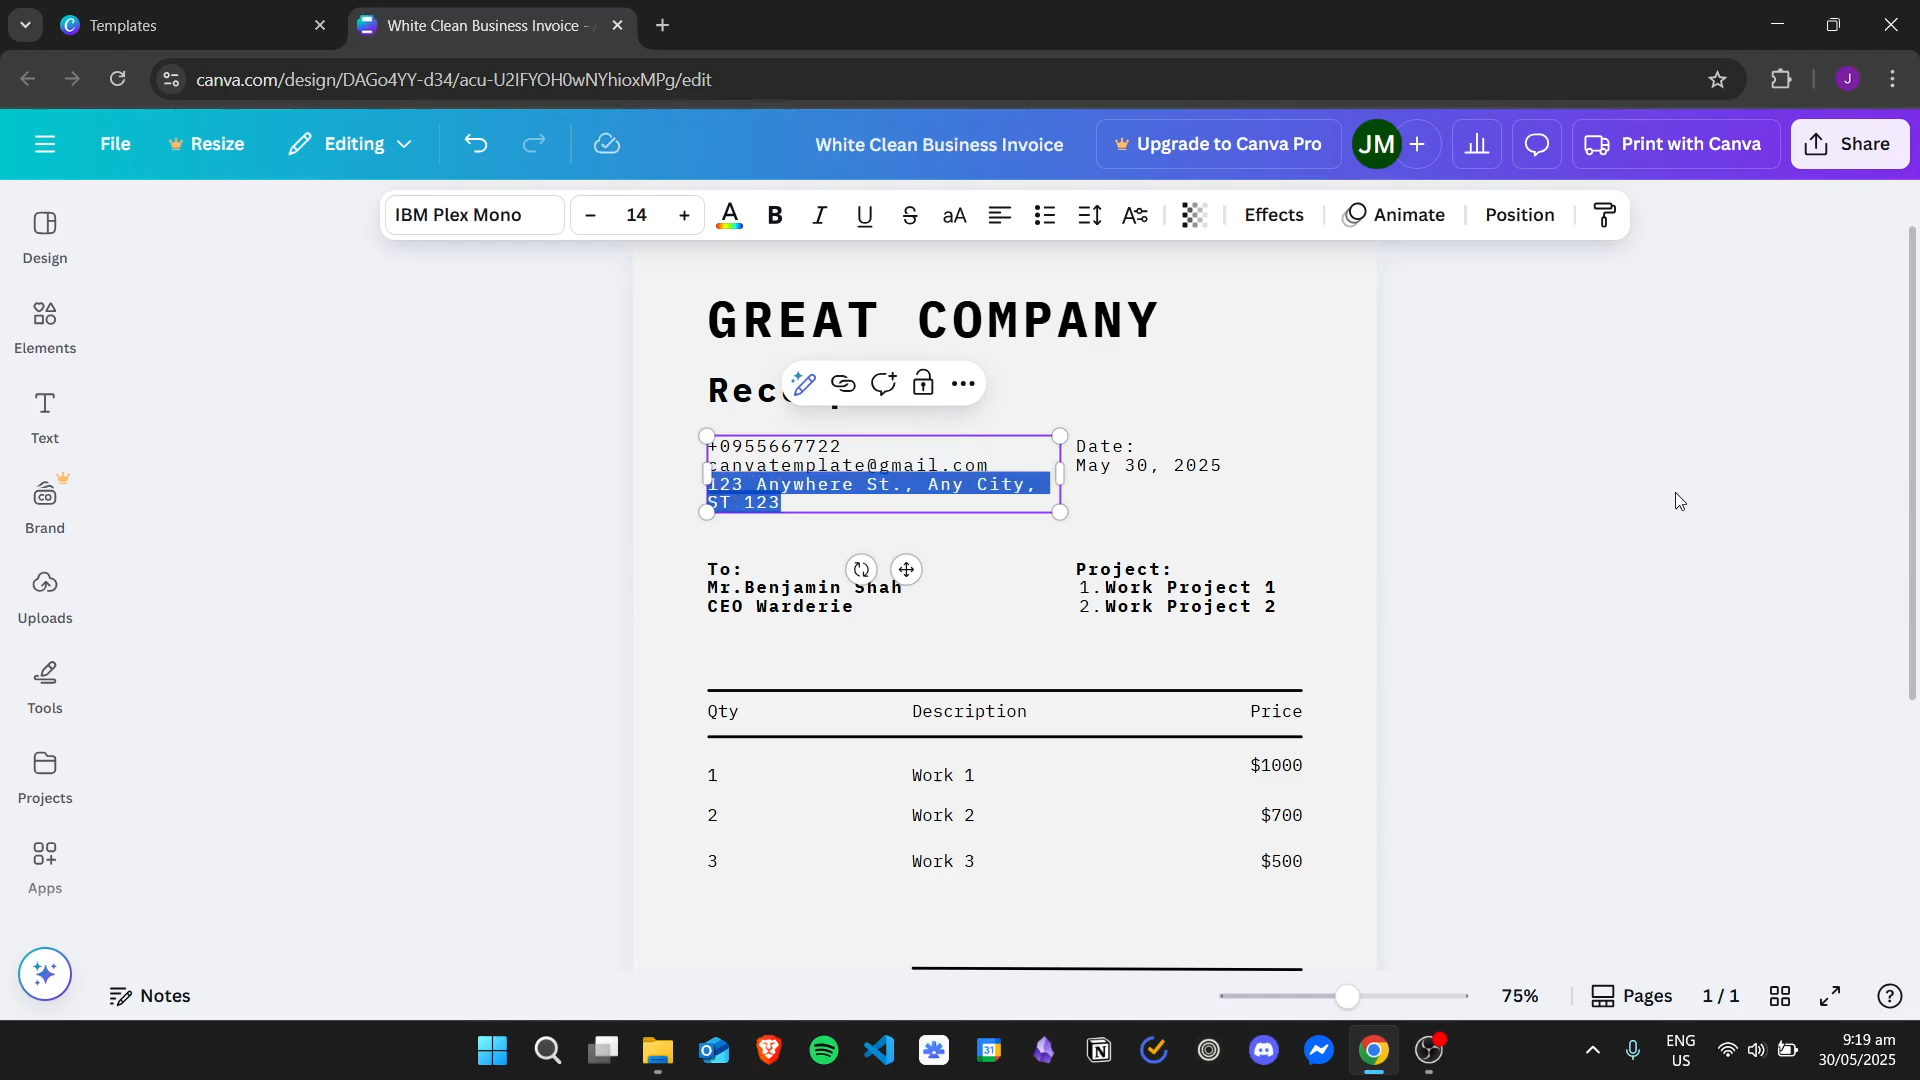 Templates
White Clean Business Invoice -
canva.com/design/DAGo4YY-d34/acu-U2IFYOH0wNYhioxMPg/edit
J
File
Resize
Editing
White Clean Business Invoice
Upgrade to Canva Pro
JM
Print with Canva
Share
IBM Plex Mono
14
A
B
I
U
S
aA
Effects
Animate
Position
Design
Elements
Text
Brand
Uploads
Tools
Projects
Apps
GREAT COMPANY
+0955667722
canvatemplate@gmail.com
123 Anywhere St., Any City,
ST 123
Date:
May 30, 2025
To:
Mr.Benjamin Shah
CEO Warderie
Project:
1. Work Project 1
2. Work Project 2
Qty Description Price
1 Work 1 $1000
2 Work 2 $700
3 Work 3 $500
Notes
75%
Pages
1 / 1
ENG
US
9:19 am
30/05/2025